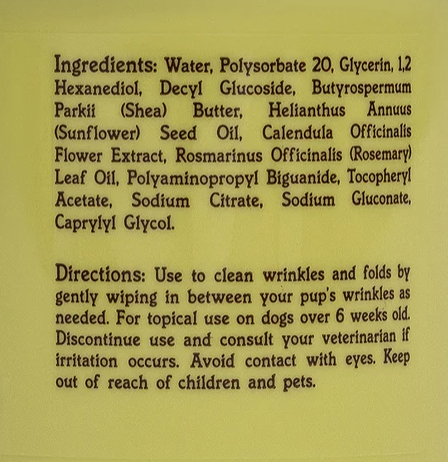 Ingredients: Water, Polysorbate 20, Glycerin, 1,2
Hexanediol, Decyl Glucoside, Butyrospermum
Parkii (Shea) Butter, Helianthus Annuus
(Sunflower) Seed Oil, Calendula Officinalis
Flower Extract, Rosmarinus Officinalis (Rosemary)
Leaf Oil, Polyaminopropyl Biguanide, Tocopheryl
Acetate, Sodium Citrate, Sodium Gluconate,
Caprylyl Glycol.
Directions: Use to clean wrinkles and folds by
gently wiping in between your pup's wrinkles as
needed. For topical use on dogs over 6 weeks old.
Discontinue use and consult your veterinarian if
irritation occurs. Avoid contact with eyes. Keep
out of reach of children and pets.